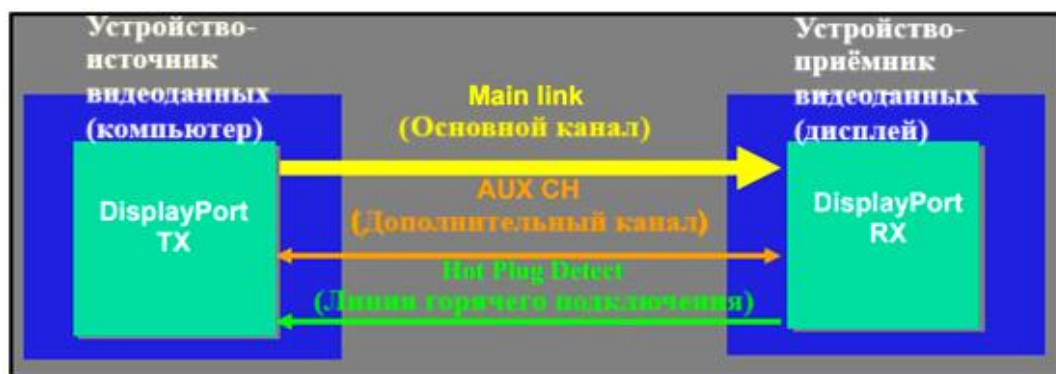 Устройство-
источник
видеоданных
(компьютер)
DisplayPort
TX
Main link
(Основной канал)
AUX CH
(Дополнительный канал)
Hot Plug Detect
(Линия горячего подключения)
Устройство-
приёмник
видеоданных
(дисплей)
DisplayPort
RX